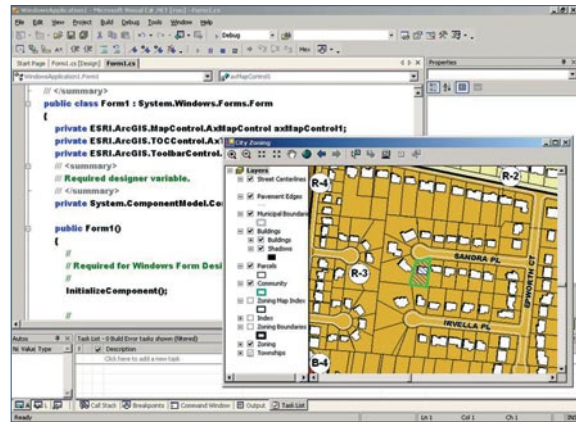 WindowsApplication1 - Microsoft Visual C# .NET [run] - Form1.cs
File Edit View Project Build Debug Tools Window Help
Debug
Hex
Start Page Form1.cs [Design] Form1.cs
Properties
WindowsApplication1.Form1
axMapControl1
/// </summary>
public class Form1 : System.Windows.Forms.Form
{
private ESRI.ArcGIS.MapControl.AxMapControl axMapControl1;
private ESRI.ArcGIS.TOCControl.AxT
private ESRI.ArcGIS.ToolbarControl.
/// <summary>
/// Required designer variable.
/// </summary>
private System.ComponentModel.Co
public Form1()
{
//
// Required for Windows Form Desi
//
InitializeComponent();
//
City Zoning
Layers
Street Centerlines
Pavement Edges
Municipal Boundarie
Buildings
Buildings
Shadows
Parcels
Community
Zoning Map Index
Index
Zoning Boundaries
Zoning
Townships
R-4
R-2
R-3
B-4
SANDRA PL
IRVELLA PL
EPWORTH CT
Autos
Name Value Type
Task List - 0 Build Error tasks shown (filtered)
! Description
Click here to add a new task
Call Stack Breakpoints Command Window Output Task List
Ready
Ln 1 Col 1 Ch 1 INS